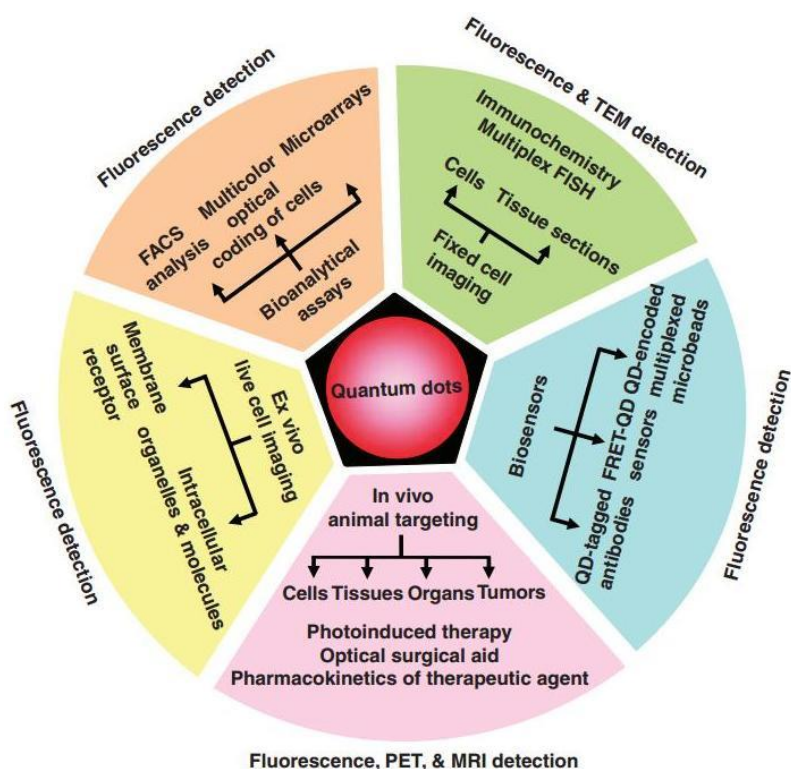 Fluorescence detection
Microarrays
Multicolor
optical
coding of cells
FACS
analysis
Bioanalytical
assays
Fluorescence & TEM detection
Immunochemistry
Multiplex FISH
Cells
Tissue sections
Fixed cell
imaging
Quantum dots
Fluorescence detection
Biosensors
QD-encoded
multiplexed
microbeads
FRET-QD
sensors
QD-tagged
antibodies
Fluorescence detection
Ex vivo
live cell imaging
Membrane
surface
receptor
Intracellular
organelles & molecules
In vivo
animal targeting
Cells Tissues Organs Tumors
Photoinduced therapy
Optical surgical aid
Pharmacokinetics of therapeutic agent
Fluorescence, PET, & MRI detection